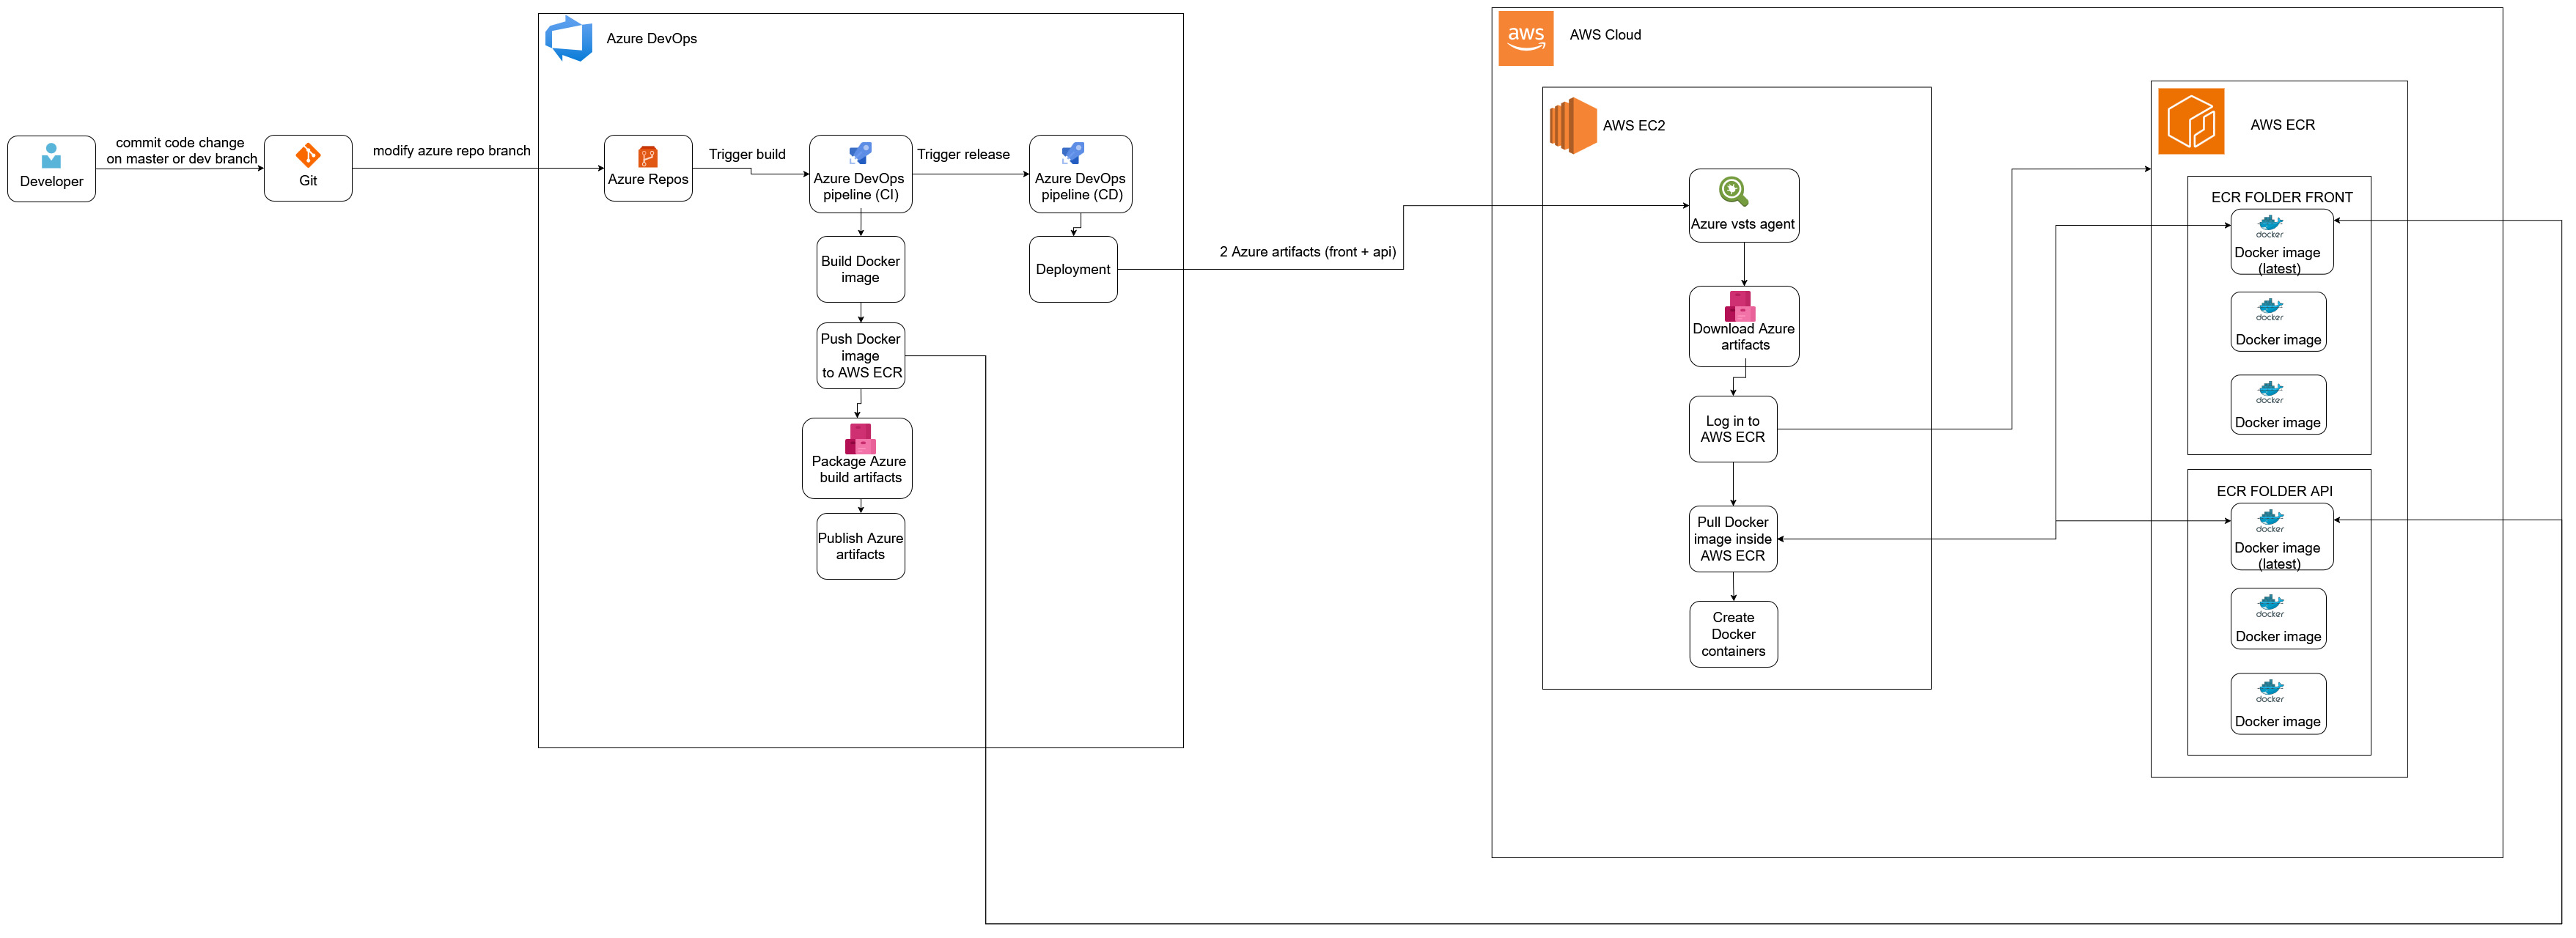 Azure DevOps
aws
AWS Cloud
AWS EC2
AWS ECR
commit code change
on master or dev branch
Developer
Git
modify azure repo branch
Azure Repos
Trigger build
Azure DevOps
pipeline (CI)
Trigger release
Azure DevOps
pipeline (CD)
Build Docker
image
Deployment
2 Azure artifacts (front + api)
Push Docker
image
to AWS ECR
Package Azure
build artifacts
Publish Azure
artifacts
Azure vsts agent
Download Azure
artifacts
Log in to
AWS ECR
Pull Docker
image inside
AWS ECR
Create
Docker
containers
ECR FOLDER FRONT
docker
Docker image
(latest)
docker
Docker image
docker
Docker image
ECR FOLDER API
docker
Docker image
(latest)
docker
Docker image
docker
Docker image